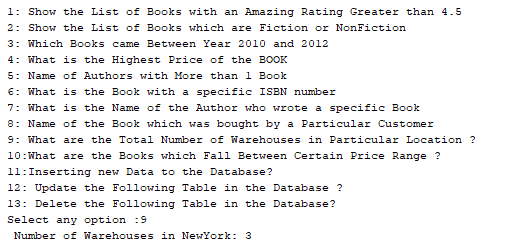 1: Show the List of Books with an Amazing Rating Greater than 4.5
2: Show the List of Books which are Fiction or NonFiction
3: Which Books came Between Year 2010 and 2012
4: What is the Highest Price of the BOOK
5: Name of Authors with More than 1 Book
6: What is the Book with a specific ISBN number
7: What is the Name of the Author who wrote a specific Book
8: Name of the Book which was bought by a Particular Customer
9: What are the Total Number of Warehouses in Particular Location ?
10:What are the Books which Fall Between Certain Price Range ?
11:Inserting new Data to the Database?
12: Update the Following Table in the Database ?
13: Delete the Following Table in the Database?
Select any option :9
Number of Warehouses in NewYork: 3